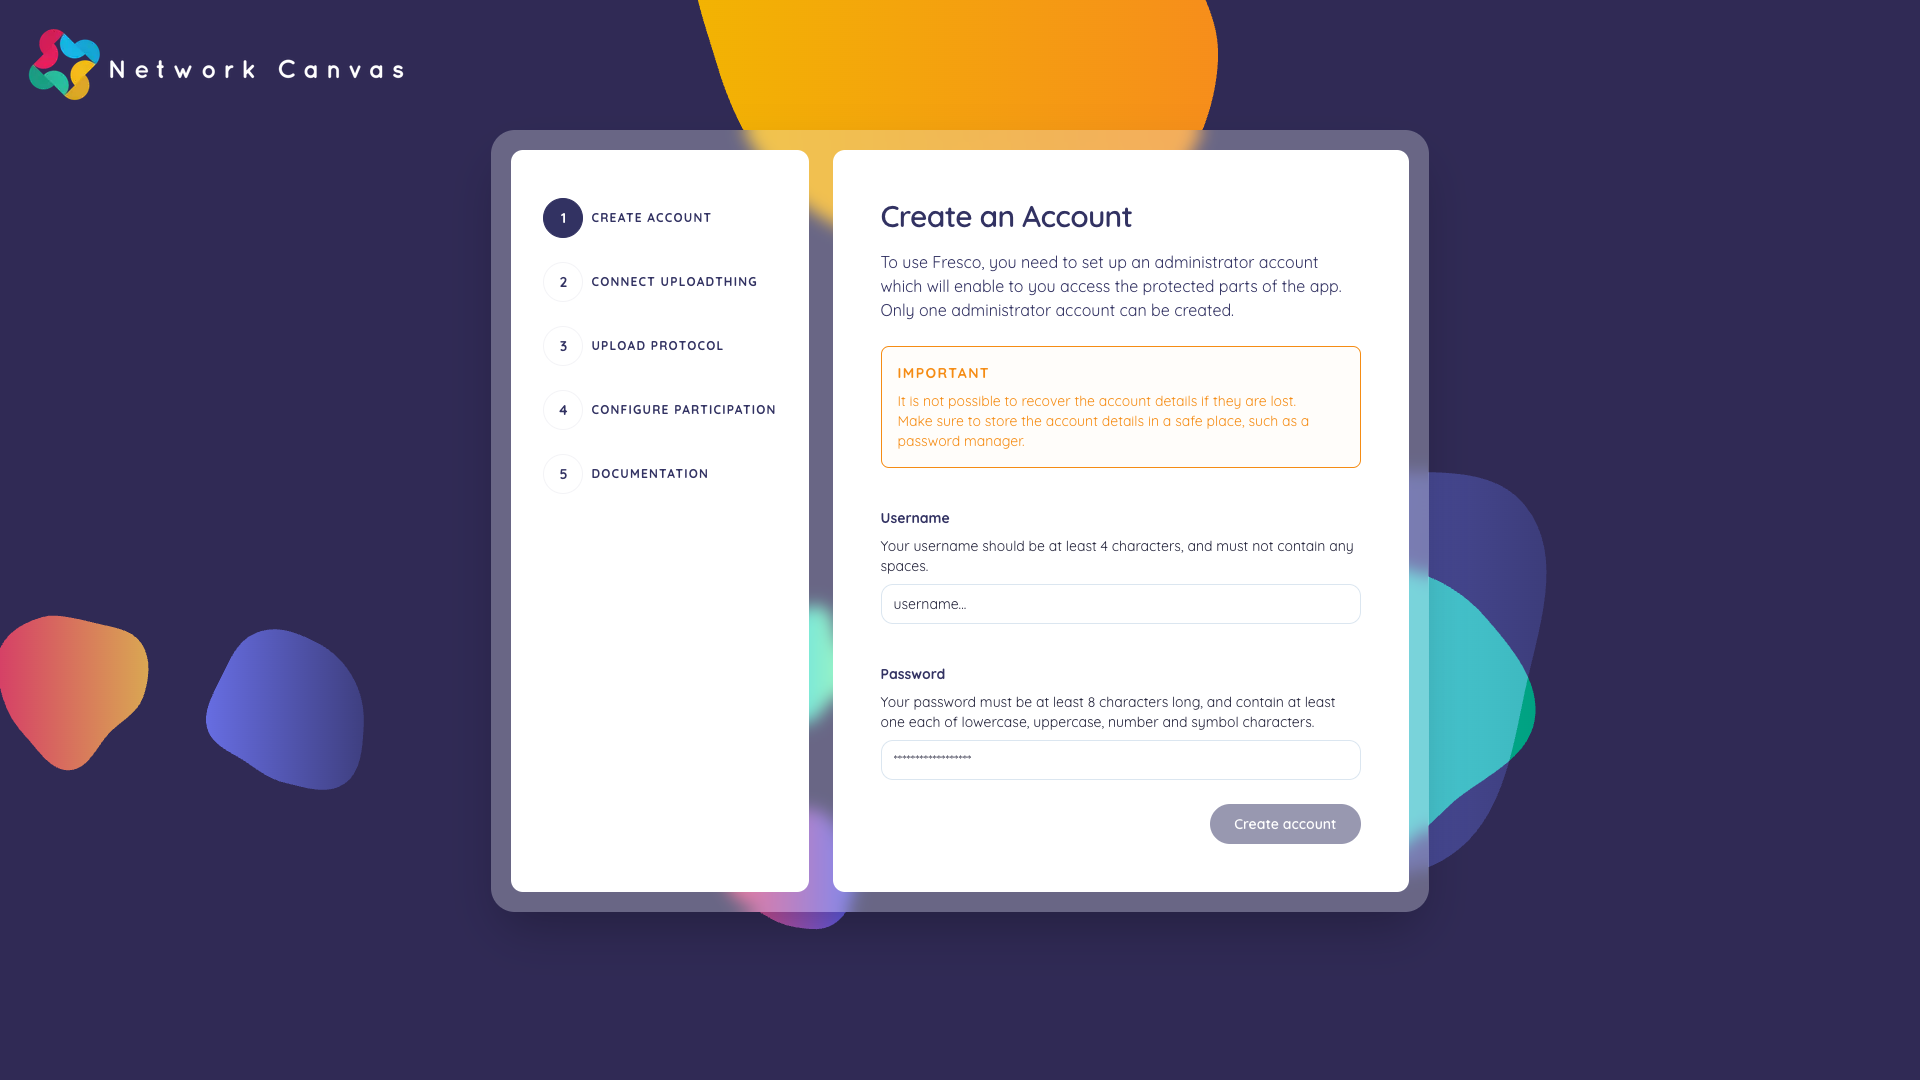 Network Canvas
1 CREATE ACCOUNT
2 CONNECT UPLOADTHING
3 UPLOAD PROTOCOL
4 CONFIGURE PARTICIPATION
5 DOCUMENTATION
Create an Account
To use Fresco, you need to set up an administrator account
which will enable to you access the protected parts of the app.
Only one administrator account can be created.
IMPORTANT
It is not possible to recover the account details if they are lost.
Make sure to store the account details in a safe place, such as a
password manager.
Username
Your username should be at least 4 characters, and must not contain any
spaces.
username...
Password
Your password must be at least 8 characters long, and contain at least
one each of lowercase, uppercase, number and symbol characters.
******************
Create account